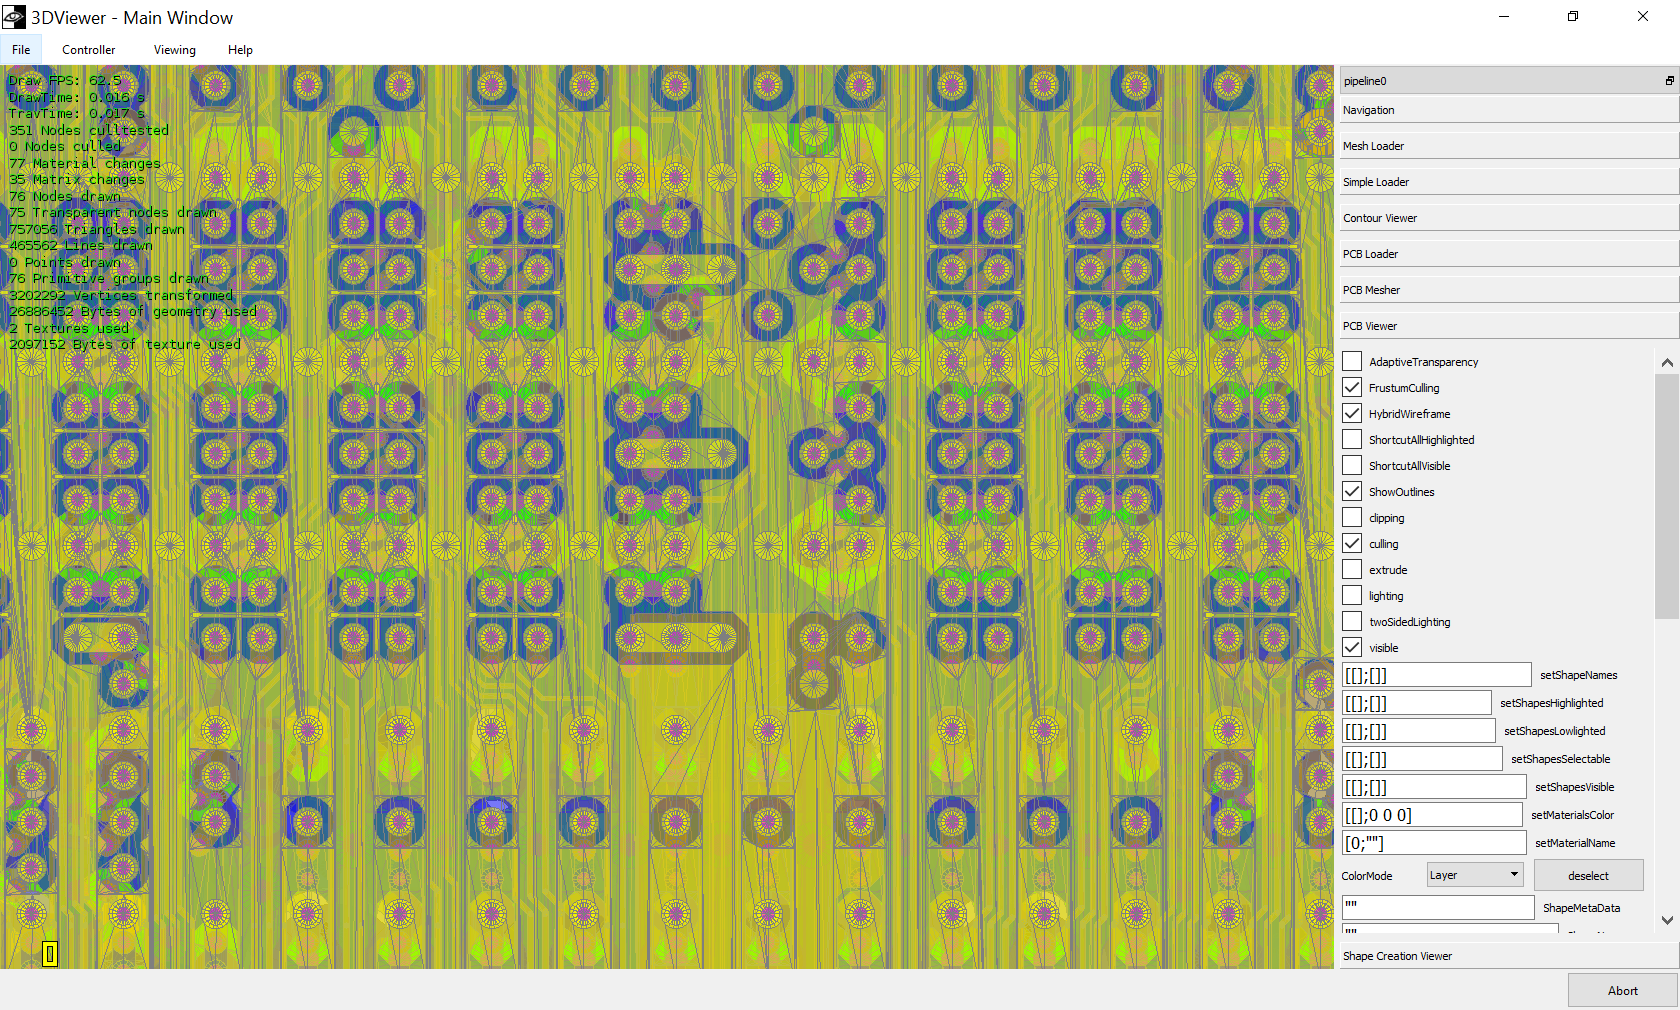 3DViewer - Main Window
File Controller Viewing Help
Draw FPS: 62.5
DrawTime: 0.016 s
TravTime: 0.017 s
351 Nodes culltested
0 Nodes culled
77 Material changes
35 Matrix changes
76 Nodes drawn
75 Transparent nodes drawn
757056 Triangles drawn
465562 Lines drawn
0 Points drawn
76 Primitive groups drawn
3202292 Vertices transformed
26886452 Bytes of geometry used
2 Textures used
2097152 Bytes of texture used
pipeline0
Navigation
Mesh Loader
Simple Loader
Contour Viewer
PCB Loader
PCB Mesher
PCB Viewer
AdaptiveTransparency
FrustumCulling
HybridWireframe
ShortcutAllHighlighted
ShortcutAllVisible
ShowOutlines
clipping
culling
extrude
lighting
twoSidedLighting
visible
[[];[]] setShapeNames
[[];[]] setShapesHighlighted
[[];[]] setShapesLowlighted
[[];[]] setShapesSelectable
[[];[]] setShapesVisible
[[];0 0 0] setMaterialsColor
[0;""] setMaterialName
ColorMode Layer deselect
"" ShapeMetaData
""
Shape Creation Viewer
Abort